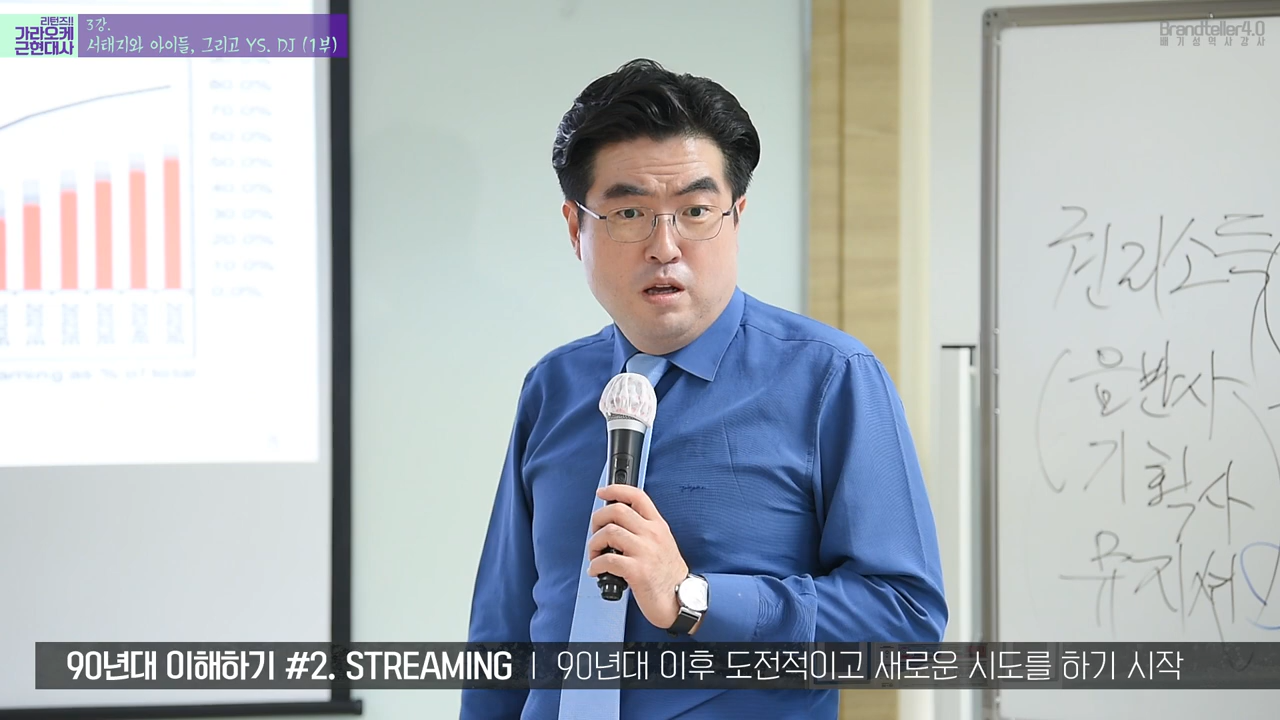 리턴즈!!
가라오케
근현대사
3강.
서태지와 아이들, 그리고 YS. DJ (1부)
Brandteller4.0
배기성역사강사
권리소득
(음반사
기획사
뮤지션
90년대 이해하기 #2. STREAMING | 90년대 이후 도전적이고 새로운 시도를 하기 시작